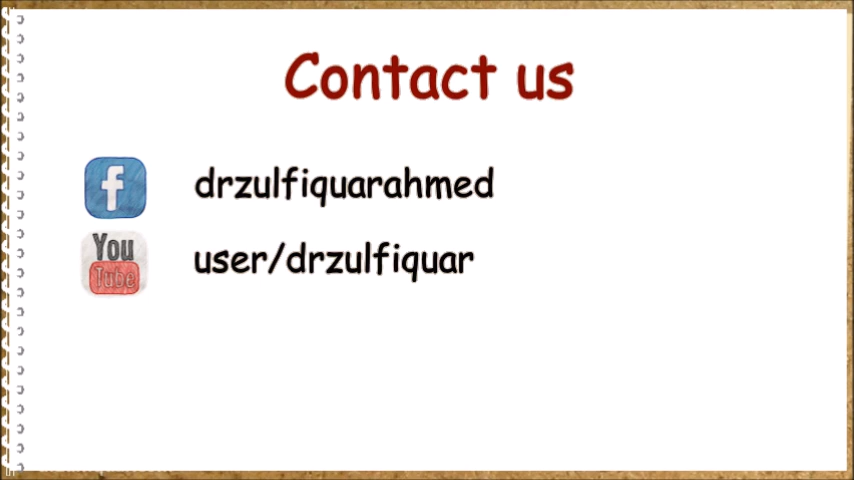 Contact us
f drzulfiquarahmed
You
Tube
user/drzulfiquar